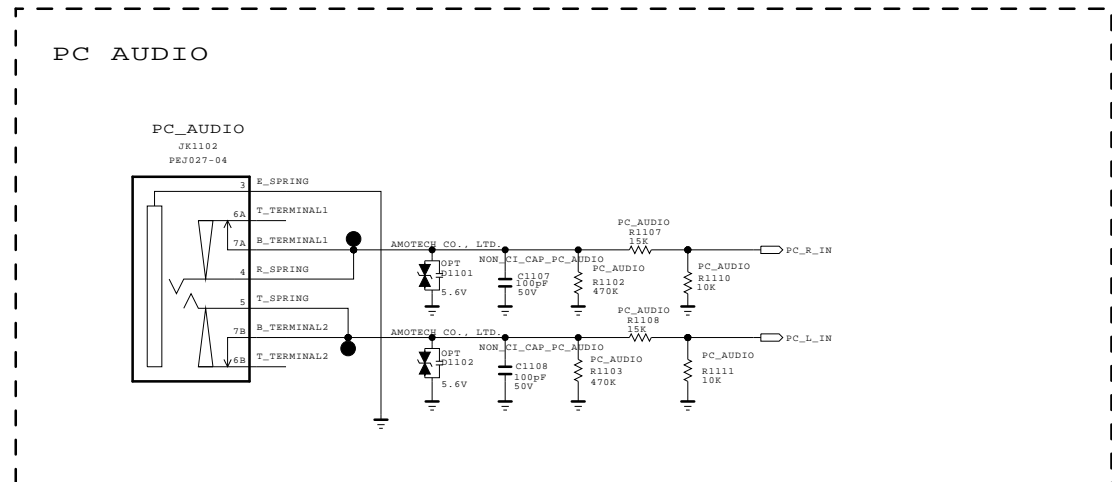 PC AUDIO
PC_AUDIO
JK1102
PEJ027-04
3
E_SPRING
6A
T_TERMINAL1
7A
B_TERMINAL1
4
R_SPRING
5
T_SPRING
7B
B_TERMINAL2
6B
T_TERMINAL2
AMOTECH CO., LTD.
OPT
D1101
5.6V
NON_CI_CAP_PC_AUDIO
C1107
100pF
50V
PC_AUDIO
R1102
470K
PC_AUDIO
R1107
15K
PC_AUDIO
R1110
10K
PC_R_IN
AMOTECH CO., LTD.
OPT
D1102
5.6V
NON_CI_CAP_PC_AUDIO
C1108
100pF
50V
PC_AUDIO
R1103
470K
PC_AUDIO
R1108
15K
PC_AUDIO
R1111
10K
PC_L_IN